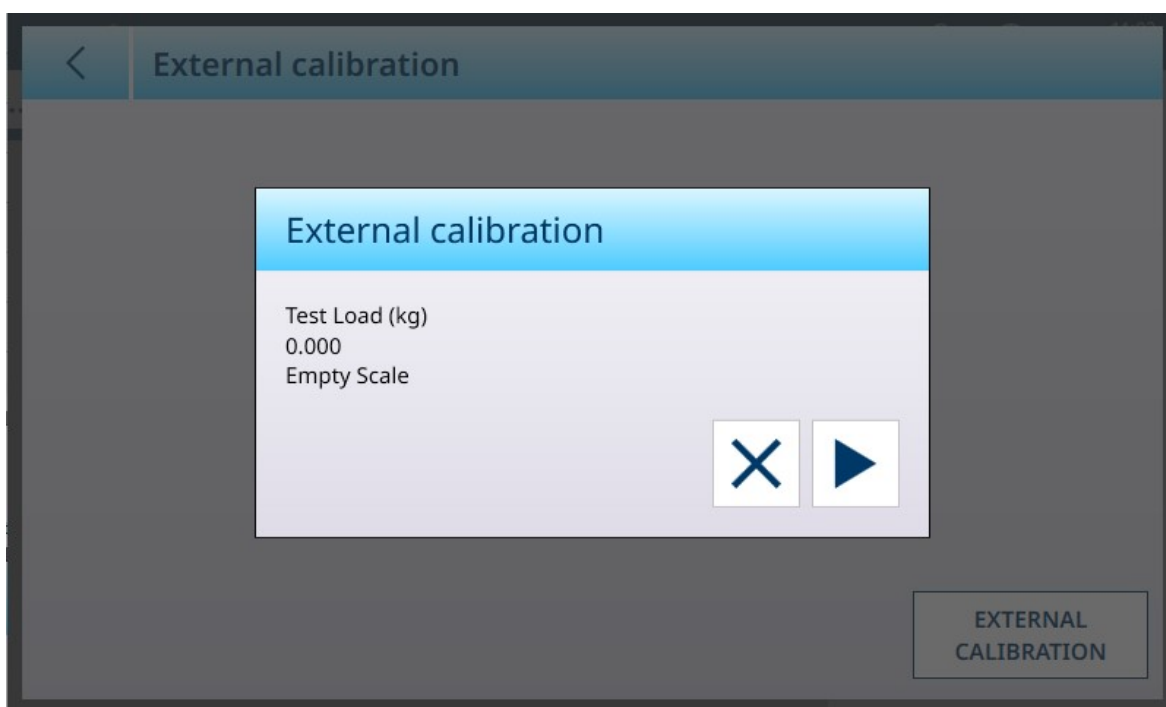 External calibration
External calibration
Test Load (kg)
0.000
Empty Scale
EXTERNAL
CALIBRATION